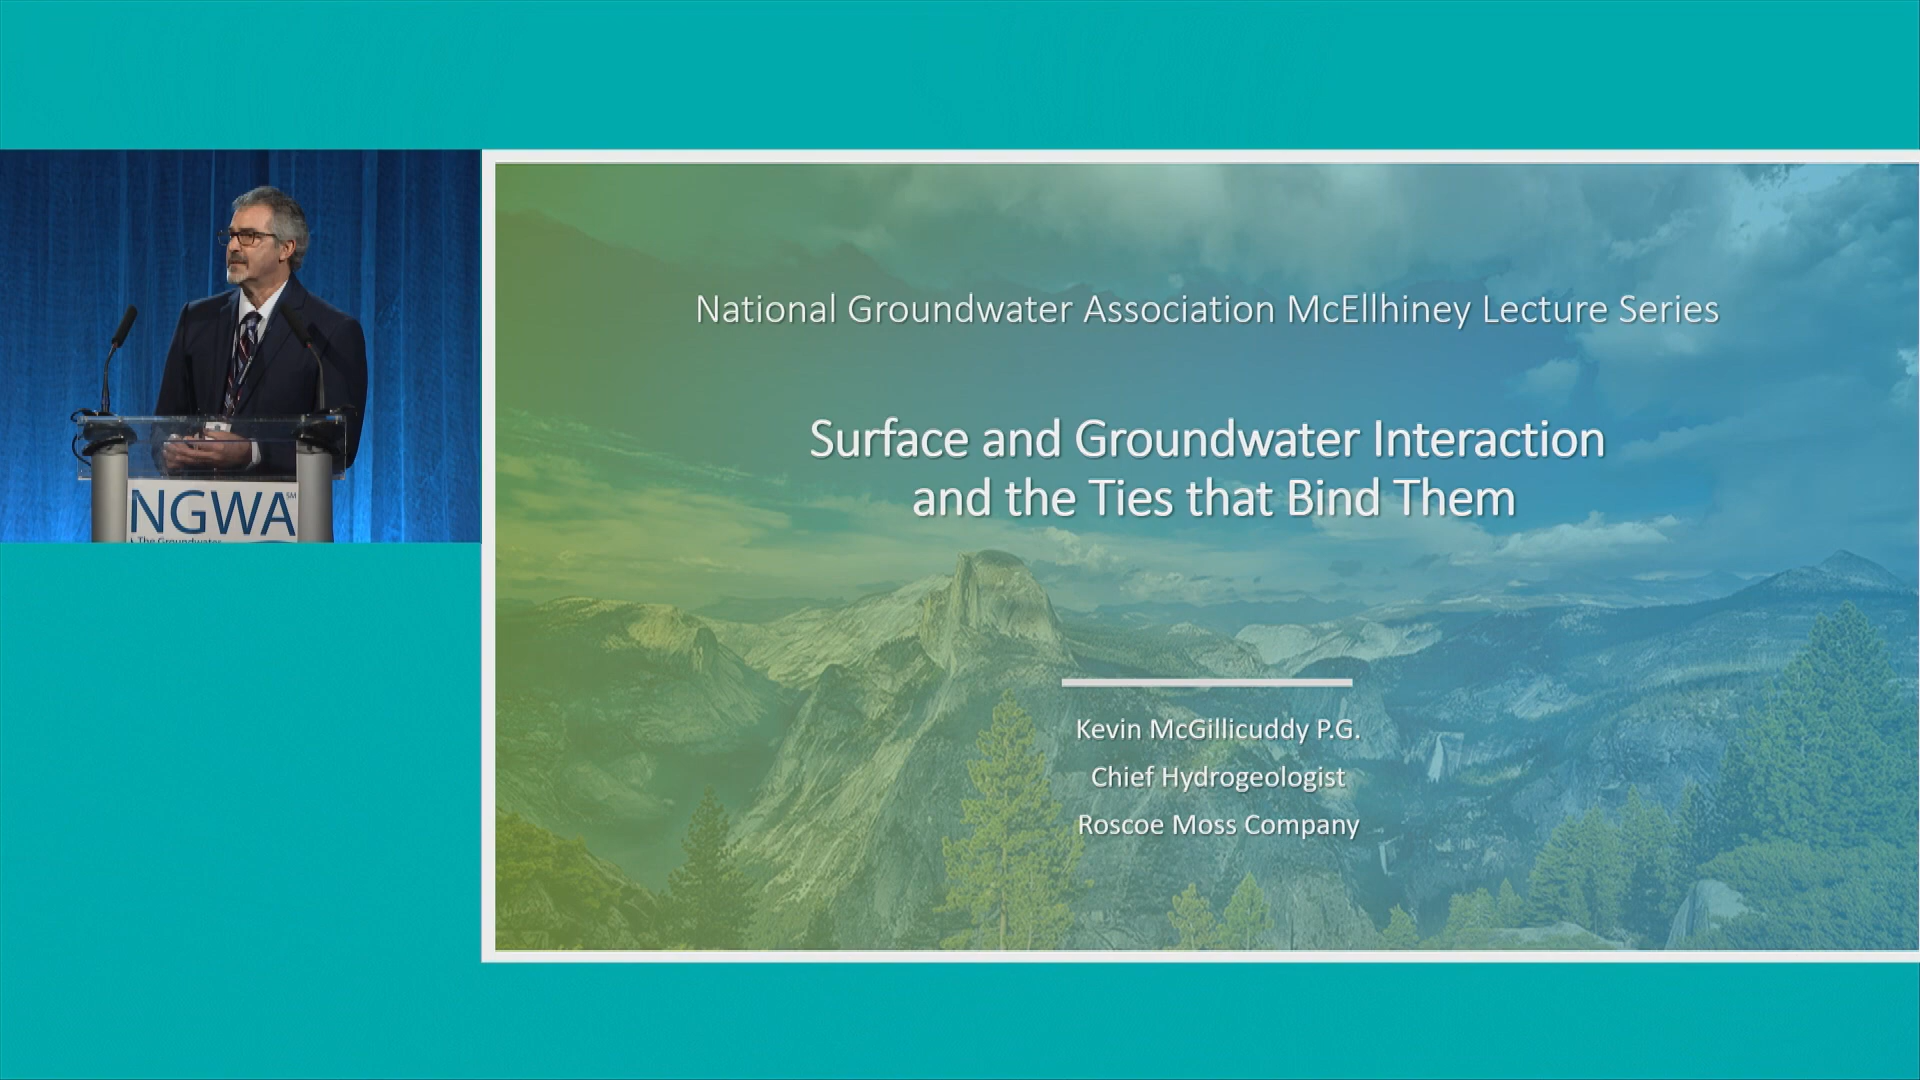 NGWA SM
The Groundwater
National Groundwater Association McEllhiney Lecture Series
Surface and Groundwater Interaction
and the Ties that Bind Them
Kevin McGillicuddy P.G.
Chief Hydrogeologist
Roscoe Moss Company